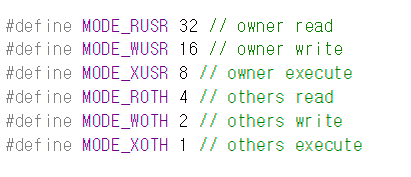 #define MODE_RUSR 32 // owner read
#define MODE_WUSR 16 // owner write
#define MODE_XUSR 8 // owner execute
#define MODE_ROTH 4 // others read
#define MODE_WOTH 2 // others write
#define MODE_XOTH 1 // others execute